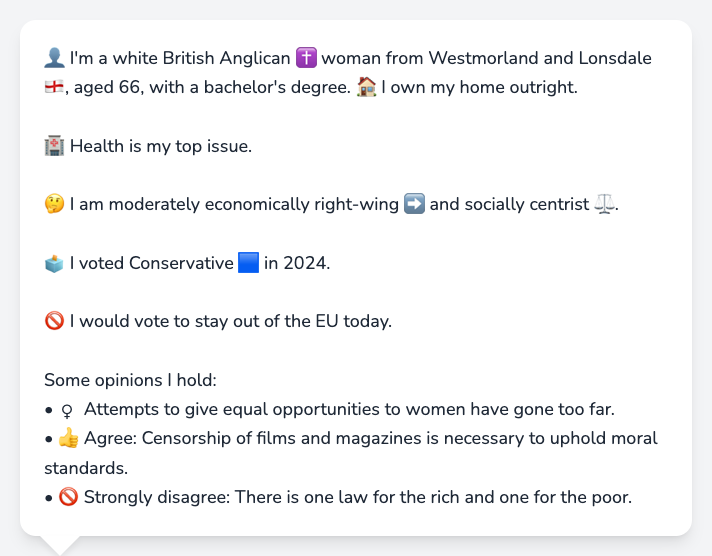 👤 I'm a white British Anglican ✝️ woman from Westmorland and Lonsdale
🏴󠁧󠁢󠁥󠁮󠁧󠁿, aged 66, with a bachelor's degree. 🏠 I own my home outright.
🏥 Health is my top issue.
🤔 I am moderately economically right-wing ➡️ and socially centrist ⚖️.
🗳️ I voted Conservative 🟦 in 2024.
🚫 I would vote to stay out of the EU today.
Some opinions I hold:
• ♀ Attempts to give equal opportunities to women have gone too far.
• 👍 Agree: Censorship of films and magazines is necessary to uphold moral
standards.
• 🚫 Strongly disagree: There is one law for the rich and one for the poor.